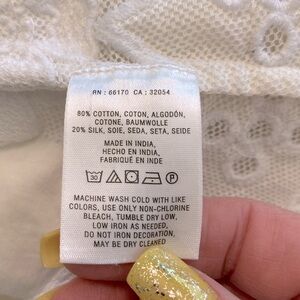 RN : 66170 CA : 32054
80% COTTON, COTON, ALGODÓN,
COTONE, BAUMWOLLE
20% SILK, SOIE, SEDA, SETA, SEIDE
MADE IN INDIA,
HECHO EN INDIA,
FABRIQUÉ EN INDE
30 P
MACHINE WASH COLD WITH LIKE
COLORS, USE ONLY NON-CHLORINE
BLEACH, TUMBLE DRY LOW,
LOW IRON AS NEEDED,
DO NOT IRON DECORATION,
MAY BE DRY CLEANED